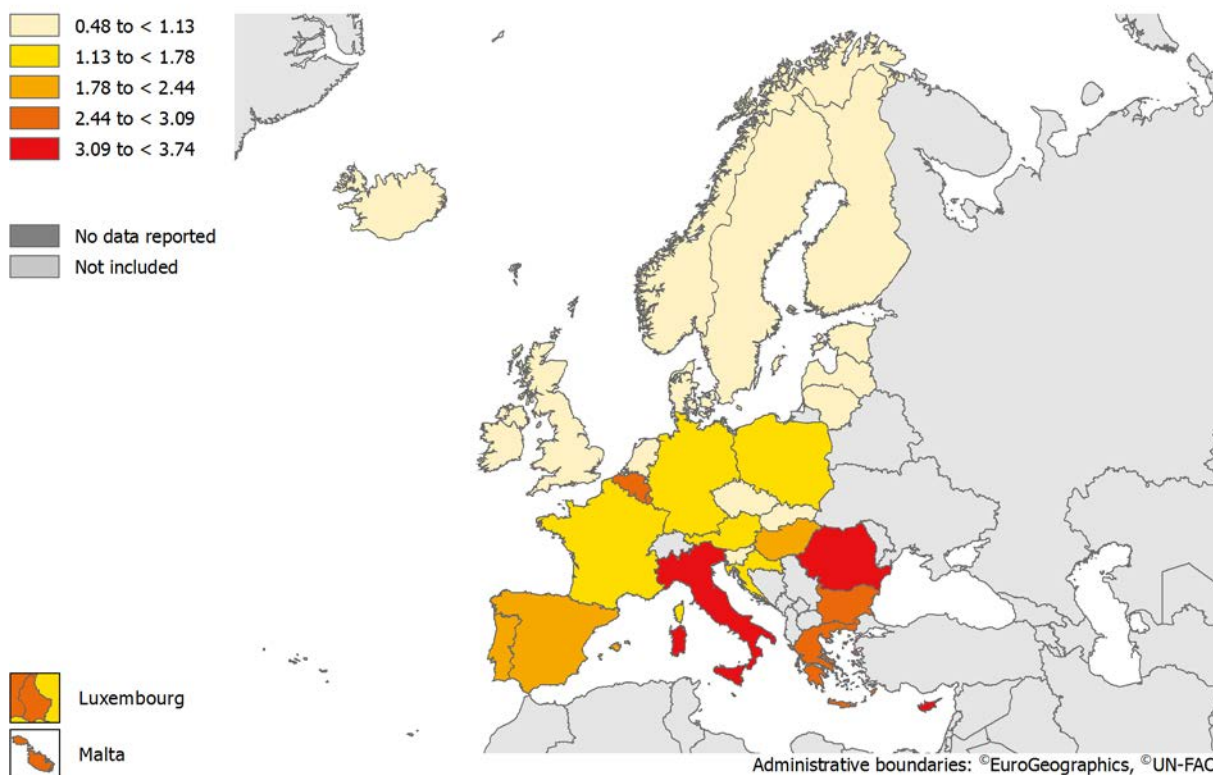 0.48 to < 1.13
1.13 to < 1.78
1.78 to < 2.44
2.44 to < 3.09
3.09 to < 3.74
No data reported
Not included
Luxembourg
Malta
Administrative boundaries: ©EuroGeographics, ©UN-FAO